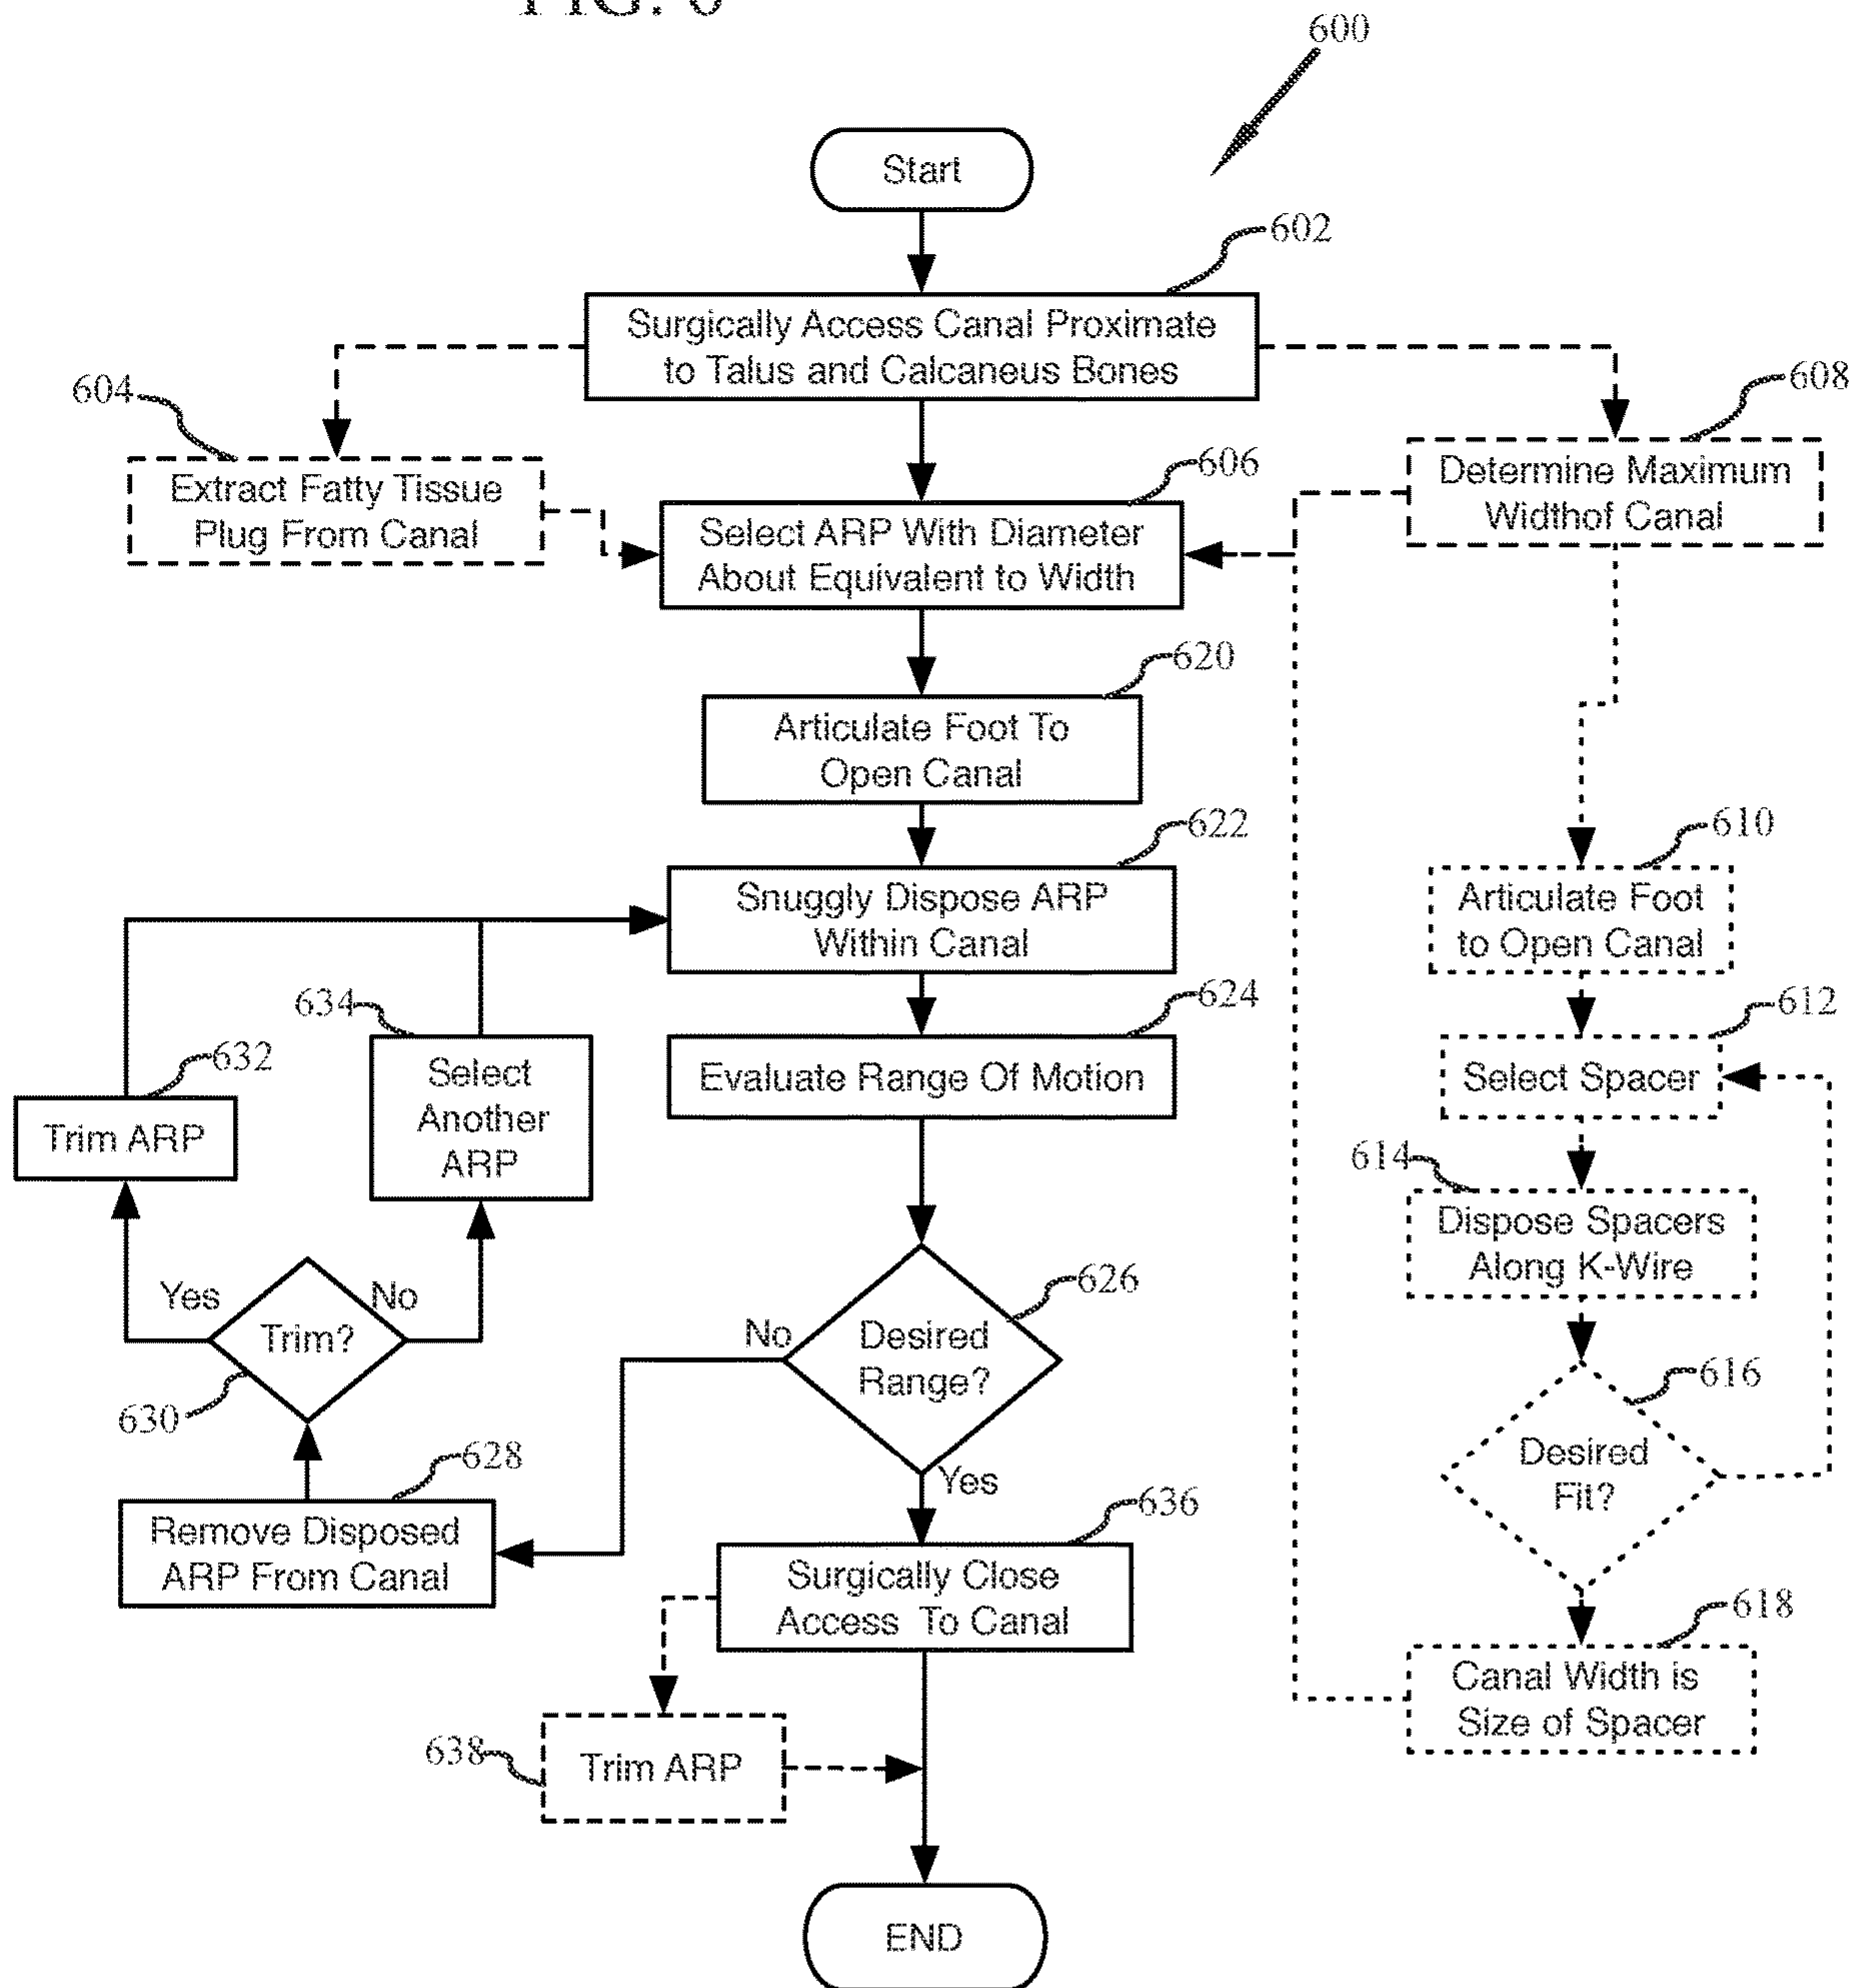 FIG. 6
600
Start
602
Surgically Access Canal Proximate
to Talus and Calcaneus Bones
604
Extract Fatty Tissue
Plug From Canal
606
Select ARP With Diameter
About Equivalent to Width
608
Determine Maximum
Widthof Canal
620
Articulate Foot To
Open Canal
622
Snuggly Dispose ARP
Within Canal
610
Articulate Foot
to Open Canal
624
Evaluate Range Of Motion
612
Select Spacer
634
Select
Another
ARP
632
Trim ARP
614
Dispose Spacers
Along K-Wire
Yes
No
Trim?
630
626
No
Desired
Range?
Yes
616
Desired
Fit?
628
Remove Disposed
ARP From Canal
636
Surgically Close
Access To Canal
618
Canal Width is
Size of Spacer
638
Trim ARP
END